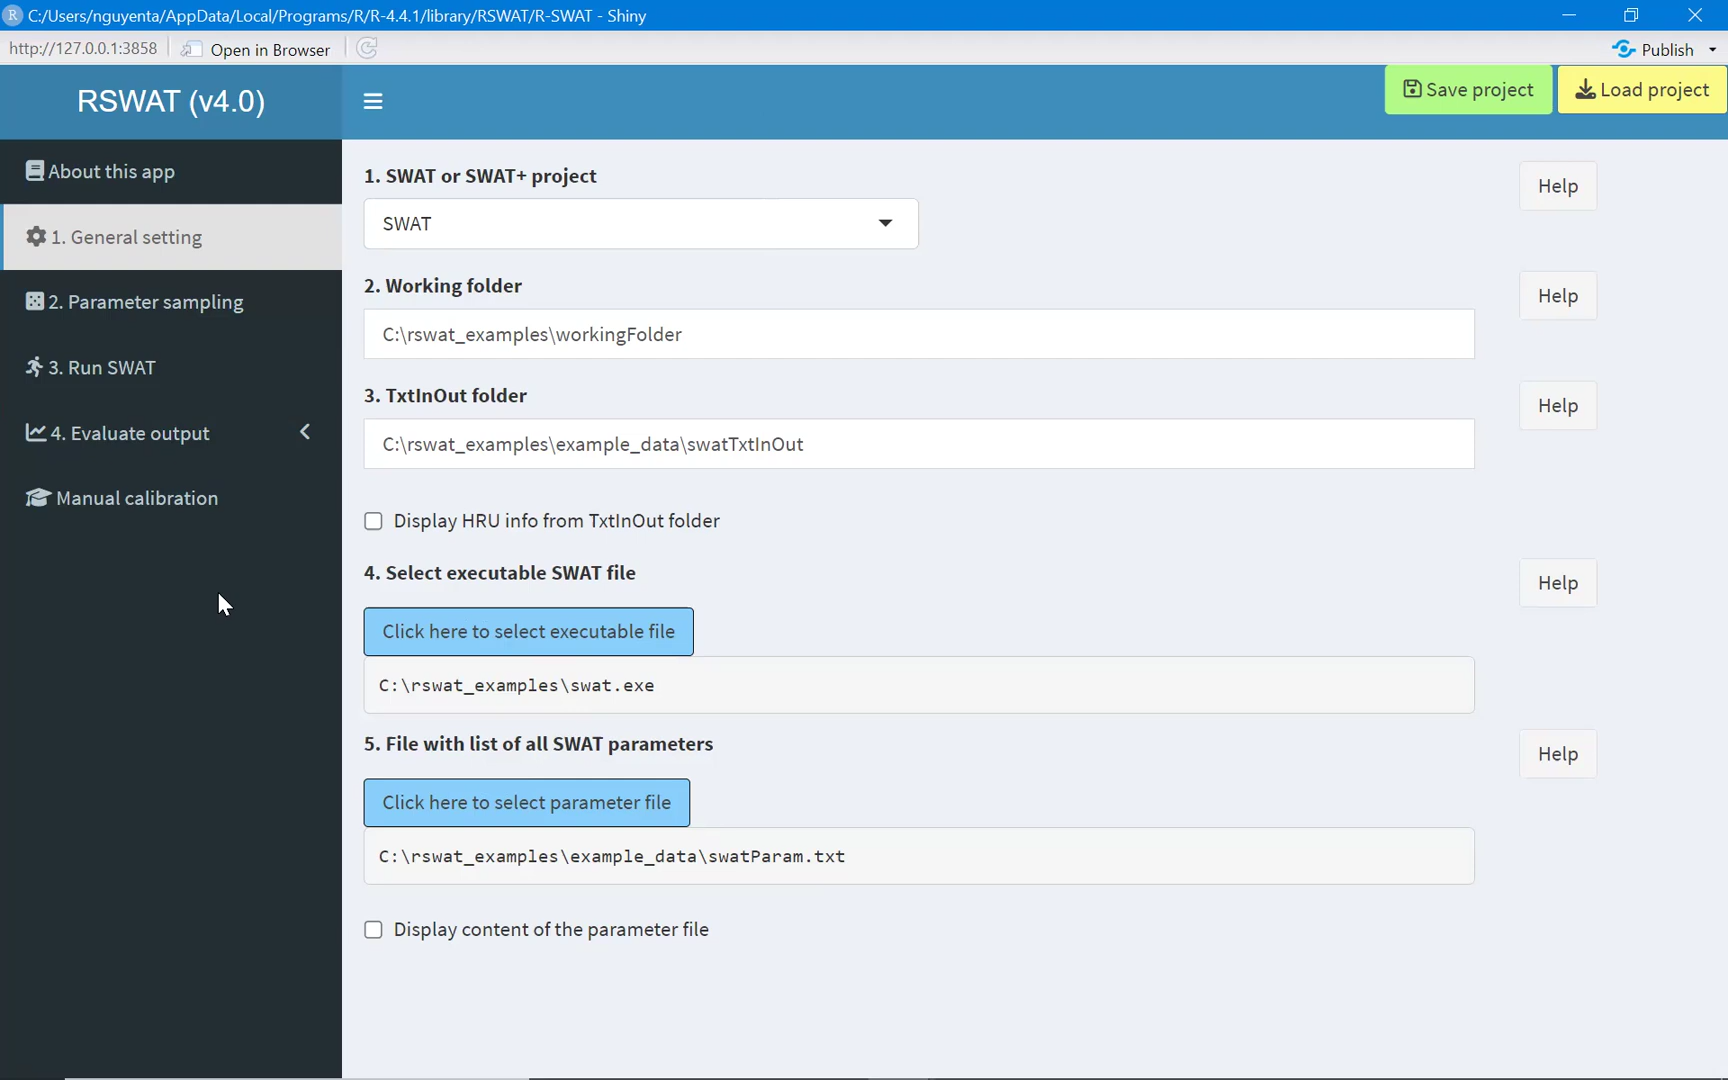 C:/Users/nguyenta/AppData/Local/Programs/R/R-4.4.1/library/RSWAT/R-SWAT - Shiny
http://127.0.0.1:3858 Open in Browser Publish
RSWAT (v4.0)
Save project
Load project
About this app
1. General setting
2. Parameter sampling
3. Run SWAT
4. Evaluate output
Manual calibration
1. SWAT or SWAT+ project
Help
SWAT
2. Working folder
Help
C:\rswat_examples\workingFolder
3. TxtInOut folder
Help
C:\rswat_examples\example_data\swatTxtInOut
Display HRU info from TxtInOut folder
4. Select executable SWAT file
Help
Click here to select executable file
C:\rswat_examples\swat.exe
5. File with list of all SWAT parameters
Help
Click here to select parameter file
C:\rswat_examples\example_data\swatParam.txt
Display content of the parameter file